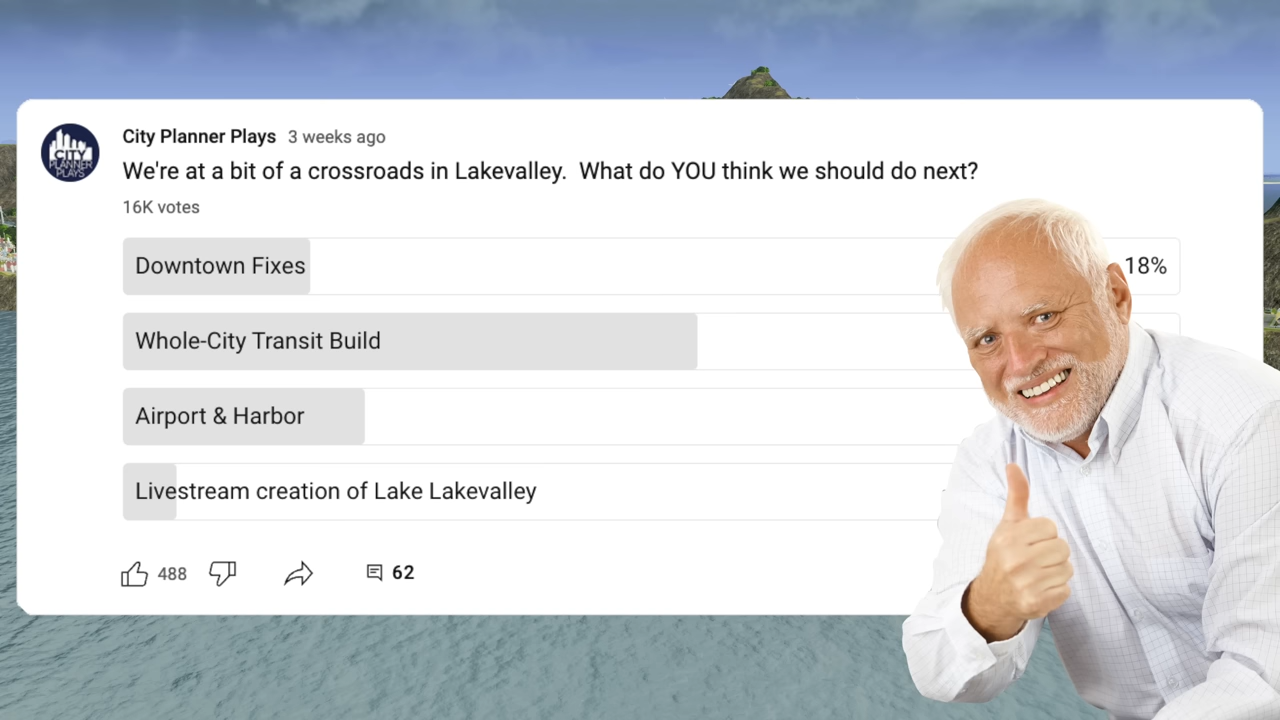 CITY
PLANNER
PLAYS
City Planner Plays 3 weeks ago
We're at a bit of a crossroads in Lakevalley. What do YOU think we should do next?
16K votes
Downtown Fixes 18%
Whole-City Transit Build
Airport & Harbor
Livestream creation of Lake Lakevalley
488 62